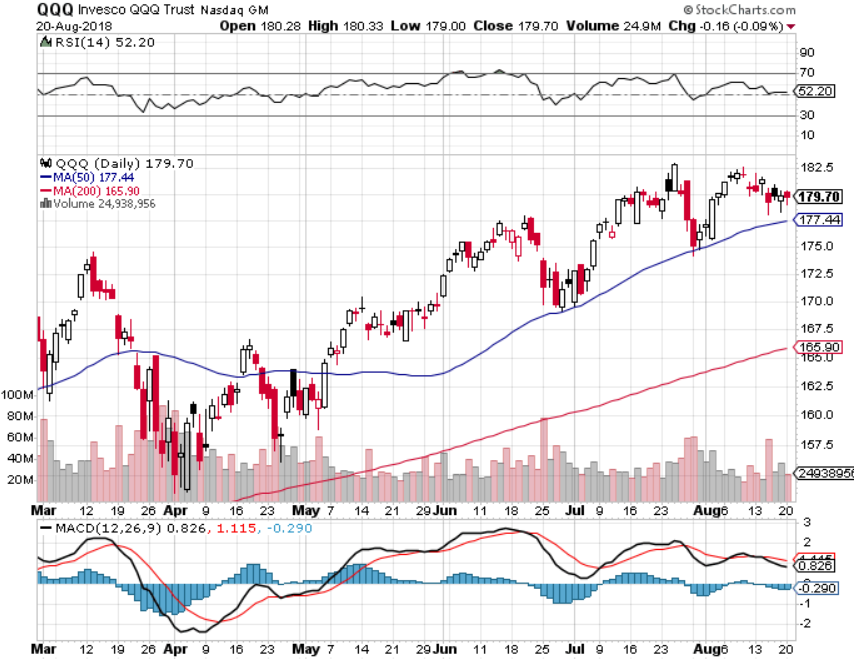 QQQ Invesco QQQ Trust Nasdaq GM © StockCharts.com
20-Aug-2018 Open 180.28 High 180.33 Low 179.00 Close 179.70 Volume 24.9M Chg -0.16 (-0.09%)
RSI(14) 52.20
90
70
52.20
30
10
QQQ (Daily) 179.70
MA(50) 177.44
MA(200) 165.90
Volume 24,938,956
182.5
179.70
177.44
175.0
172.5
170.0
167.5
165.90
165.0
162.5
160.0
157.5
24938956
100M
80M
60M
40M
20M
Mar 12 19 26 Apr 9 16 23 May 7 14 21 29 Jun 11 18 25 Jul 9 16 23 Aug 6 13 20
MACD(12,26,9) 0.826, 1.115, -0.290
3
2
1.115
0.826
-0.290
-1
-2
Mar 12 19 26 Apr 9 16 23 May 7 14 21 29 Jun 11 18 25 Jul 9 16 23 Aug 6 13 20